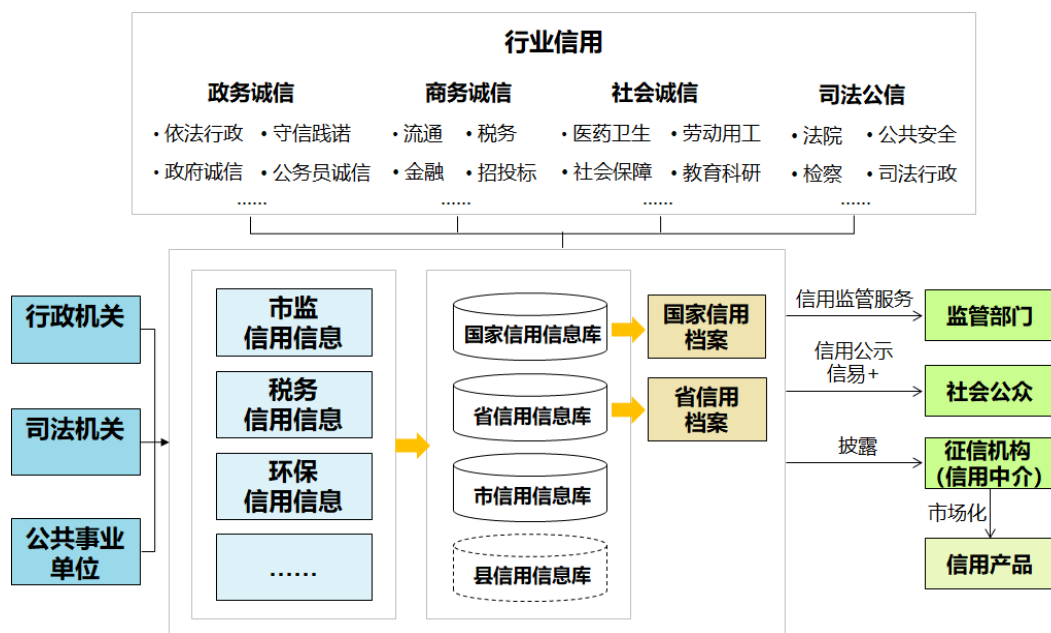 行业信用
政务诚信
商务诚信
社会诚信
司法公信
• 依法行政 • 守信践诺
• 流通 • 税务
• 医药卫生 • 劳动用工
• 法院 • 公共安全
• 政府诚信 • 公务员诚信
• 金融 • 招投标
• 社会保障 • 教育科研
• 检察 • 司法行政
......
......
......
......
行政机关
司法机关
公共事业
单位
市监
信用信息
税务
信用信息
环保
信用信息
......
国家信用信息库
省信用信息库
市信用信息库
县信用信息库
国家信用
档案
省信用
档案
信用监管服务
信用公示
信易+
披露
监管部门
社会公众
征信机构
(信用中介)
市场化
信用产品